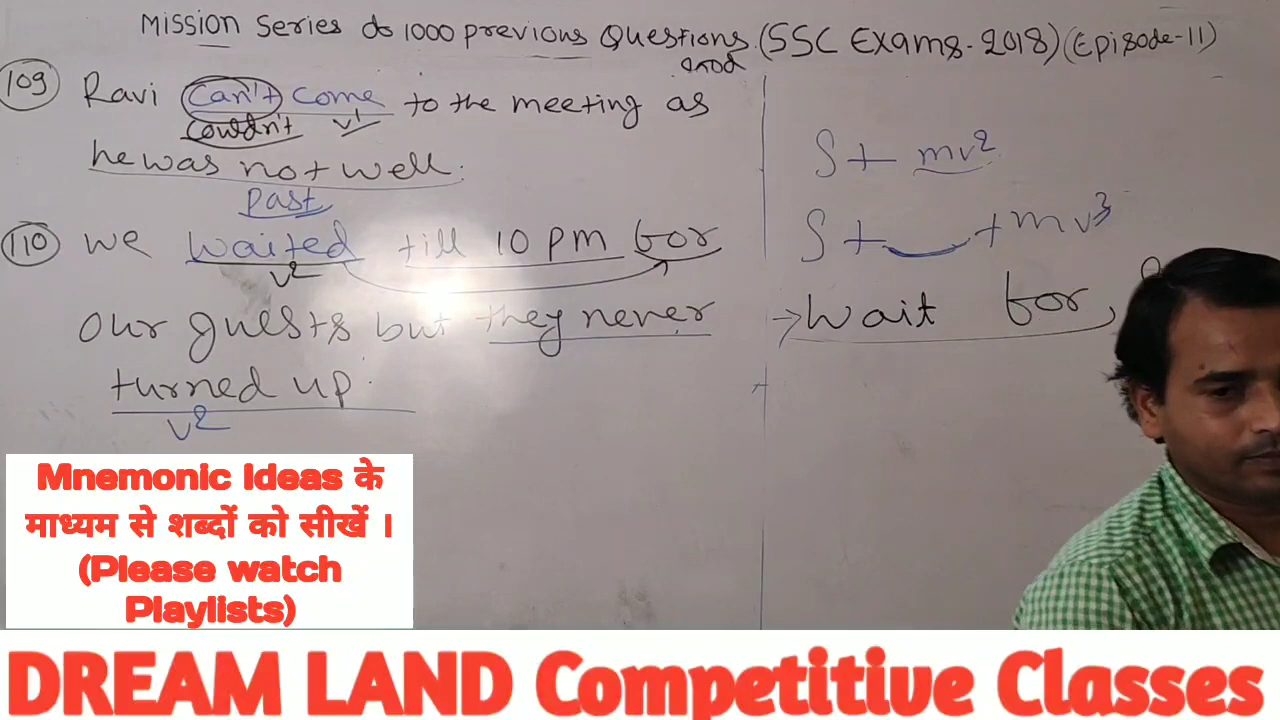 Mission Series of 1000 previous Questions. (SSC Exams-2018) (Episode-11)
error
109 Ravi can't come to the meeting as
couldn't v1
he was not well.
past
110 we waited till 10 pm for
v2
our guests but they never
turned up.
v2
S + mv2
S + + mv3
→ wait for
Mnemonic Ideas के
माध्यम से शब्दों को सीखें ।
(Please watch
Playlists)
DREAM LAND Competitive Classes